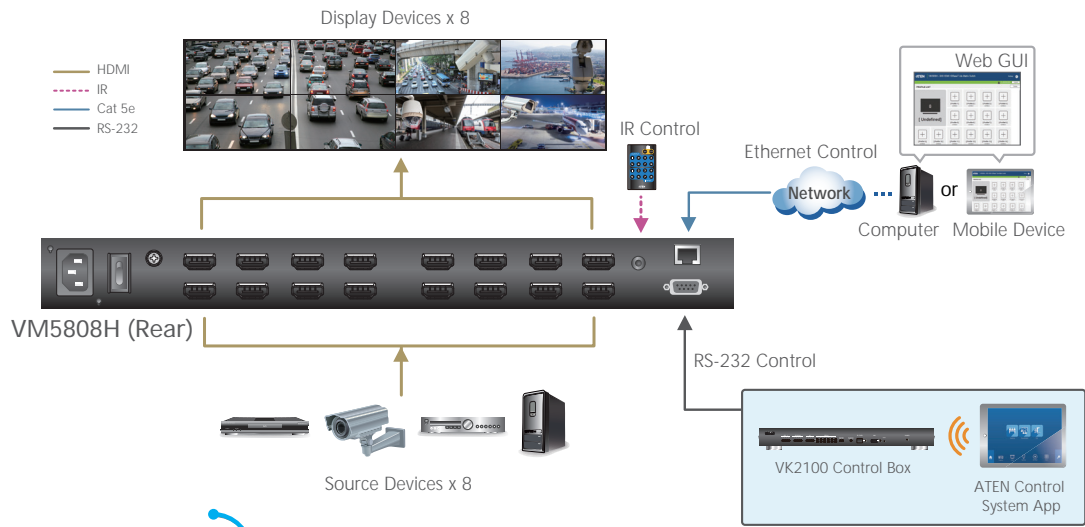 Display Devices x 8
HDMI
IR
Cat 5e
RS-232
Web GUI
IR Control
Ethernet Control
[ Undefined]
Network
or
Computer
Mobile Device
VM5808H (Rear)
RS-232 Control
Source Devices x 8
VK2100 Control Box
ATEN Control
System App